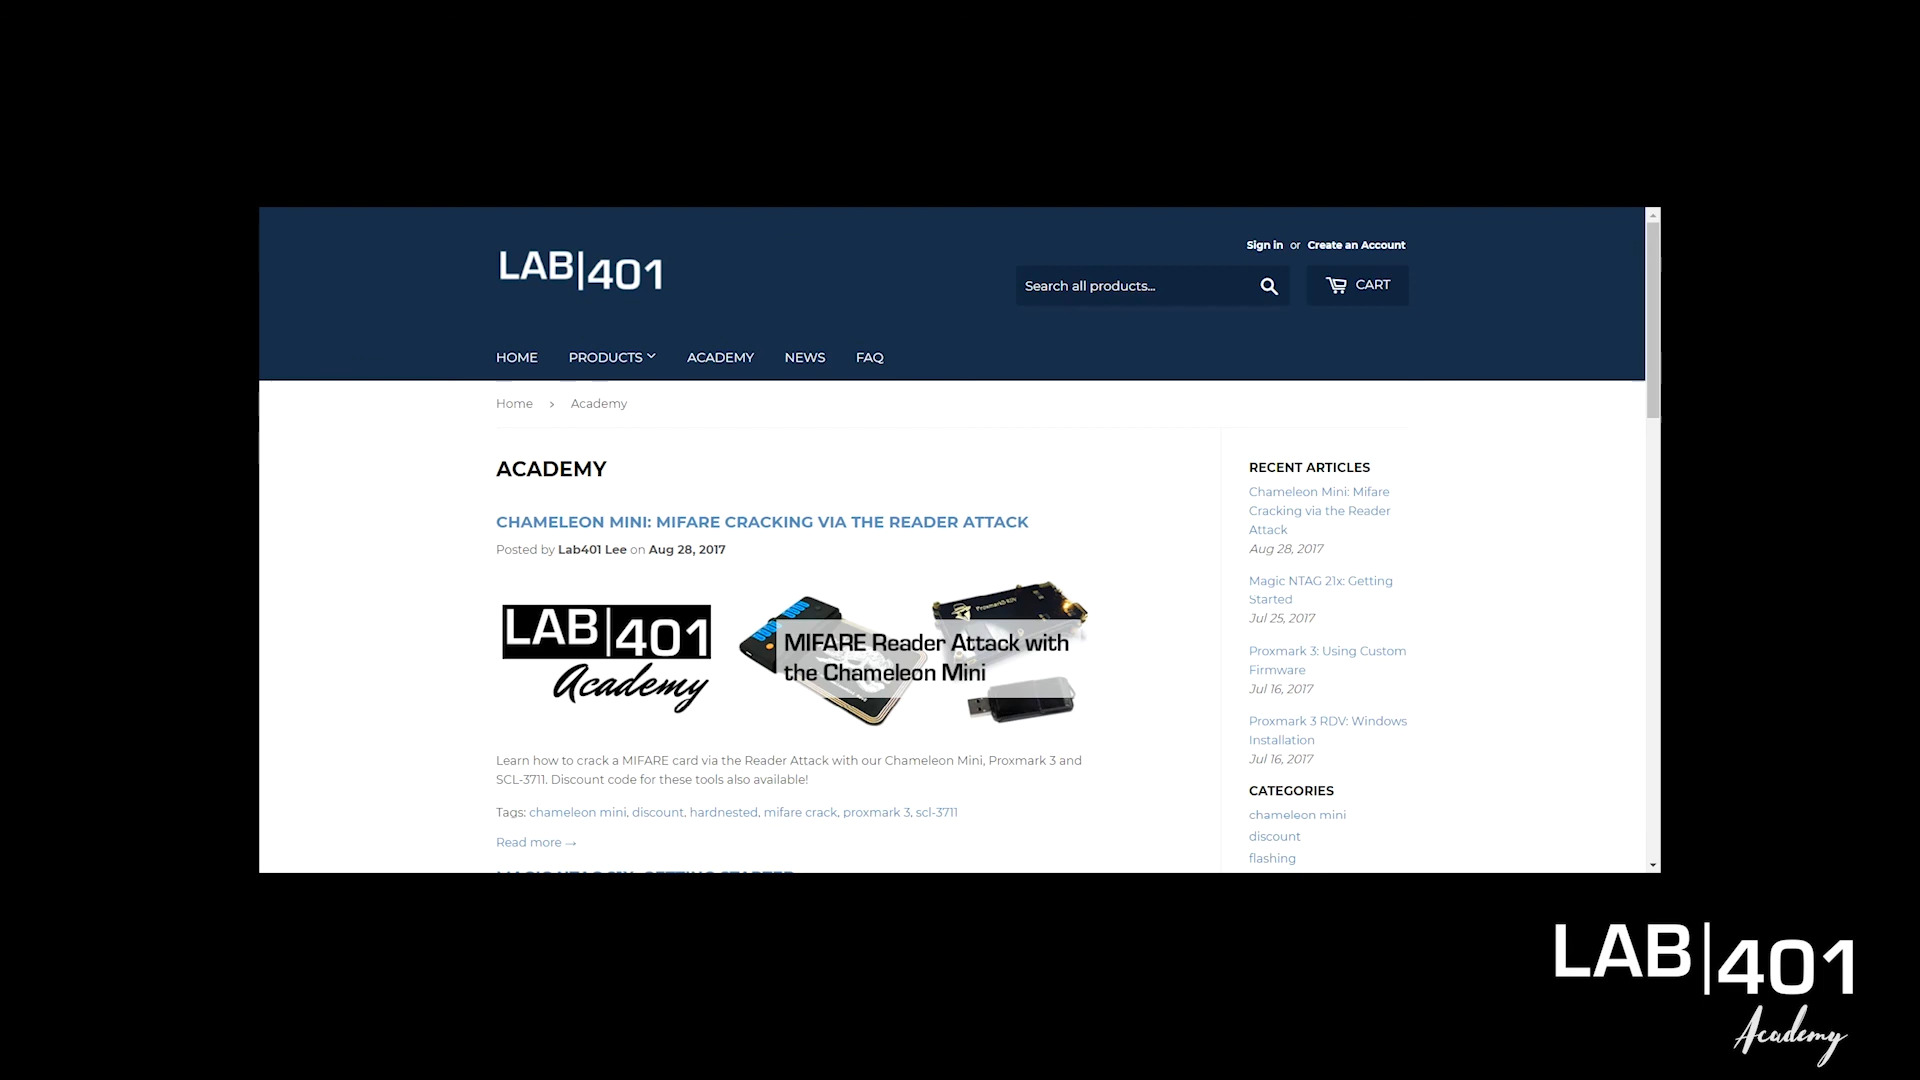 LAB|401
Sign in or Create an Account
Search all products...
CART
HOME PRODUCTS ACADEMY NEWS FAQ
Home › Academy
ACADEMY
CHAMELEON MINI: MIFARE CRACKING VIA THE READER ATTACK
Posted by Lab401 Lee on Aug 28, 2017
LAB|401
Academy
Proxmark3 RDV
MIFARE Reader Attack with
the Chameleon Mini
Learn how to crack a MIFARE card via the Reader Attack with our Chameleon Mini, Proxmark 3 and
SCL-3711. Discount code for these tools also available!
Tags: chameleon mini, discount, hardnested, mifare crack, proxmark 3, scl-3711
Read more →
RECENT ARTICLES
Chameleon Mini: Mifare
Cracking via the Reader
Attack
Aug 28, 2017
Magic NTAG 21x: Getting
Started
Jul 25, 2017
Proxmark 3: Using Custom
Firmware
Jul 16, 2017
Proxmark 3 RDV: Windows
Installation
Jul 16, 2017
CATEGORIES
chameleon mini
discount
flashing
LAB|401
Academy